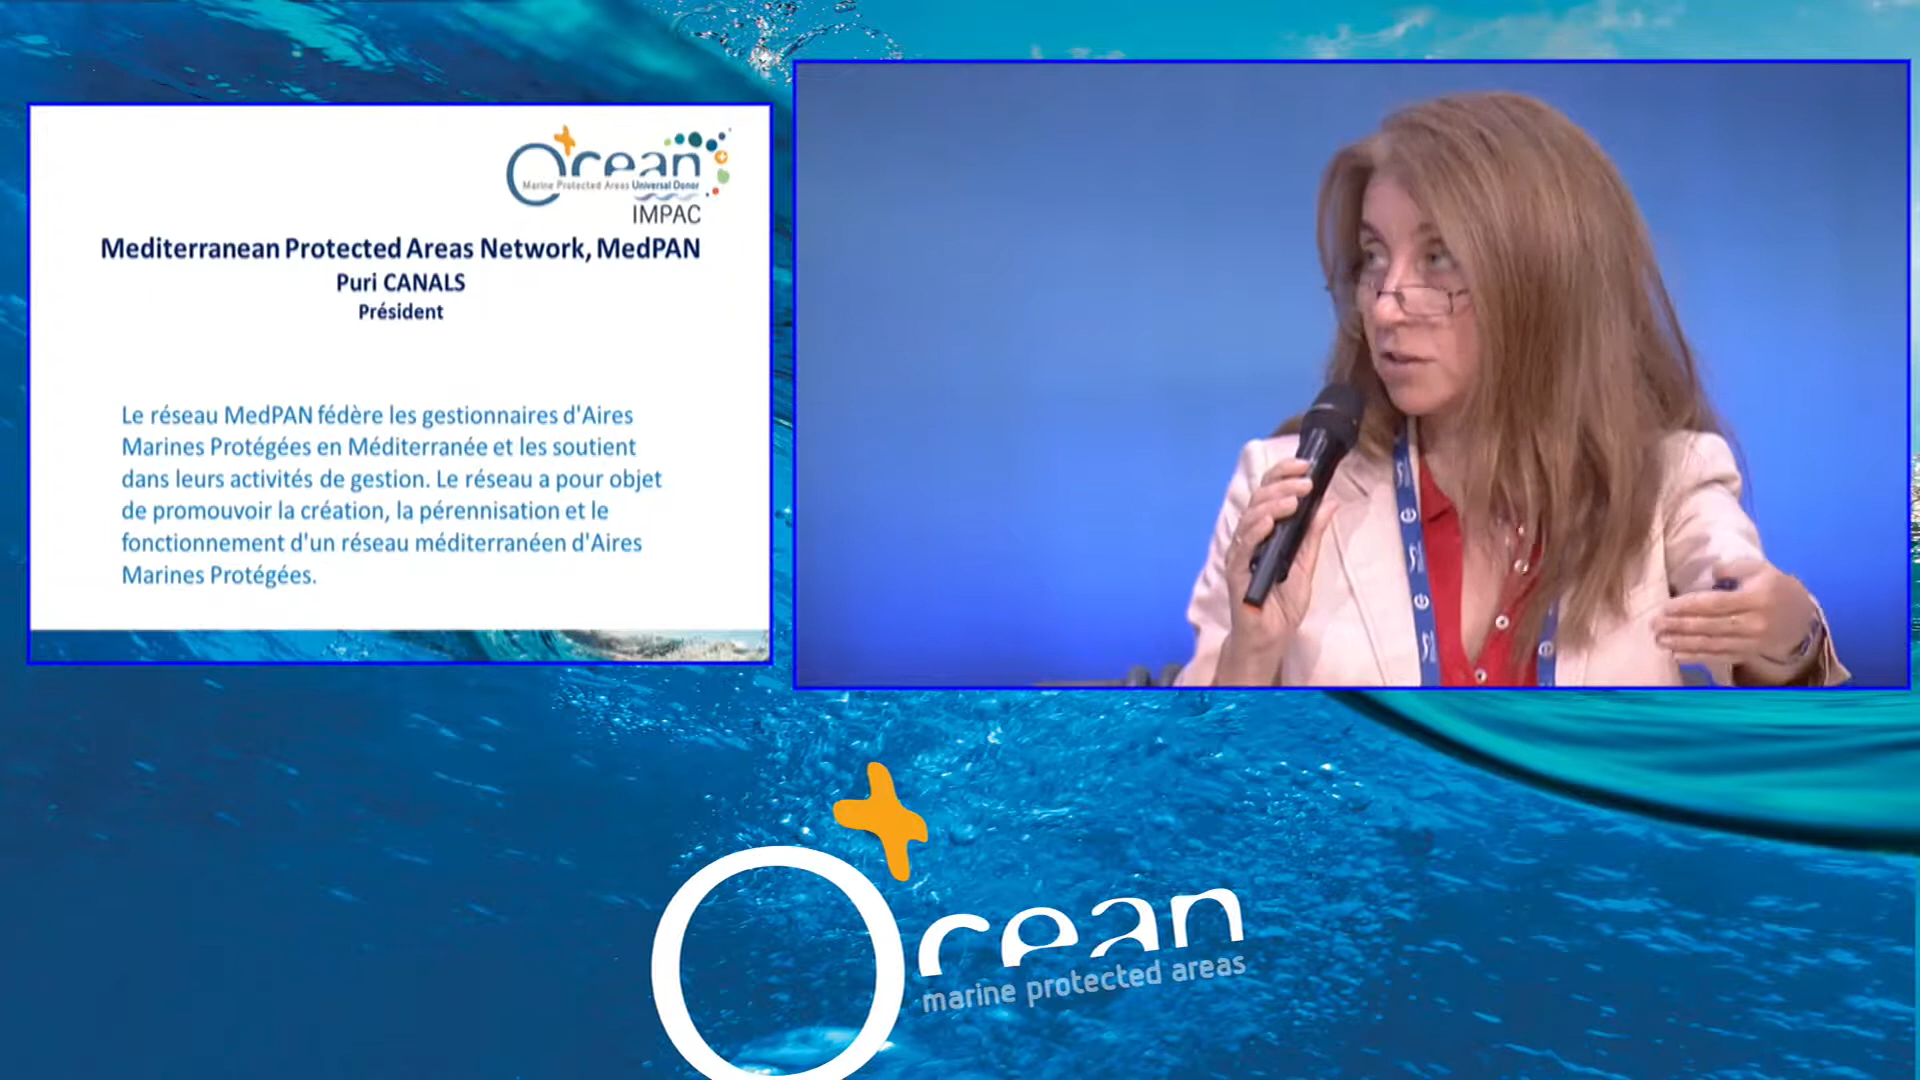 Ocean
Marine Protected Areas Universal Donor
IMPAC
Mediterranean Protected Areas Network, MedPAN
Puri CANALS
Président
Le réseau MedPAN fédère les gestionnaires d'Aires
Marines Protégées en Méditerranée et les soutient
dans leurs activités de gestion. Le réseau a pour objet
de promouvoir la création, la pérennisation et le
fonctionnement d'un réseau méditerranéen d'Aires
Marines Protégées.
Ocean
marine protected areas